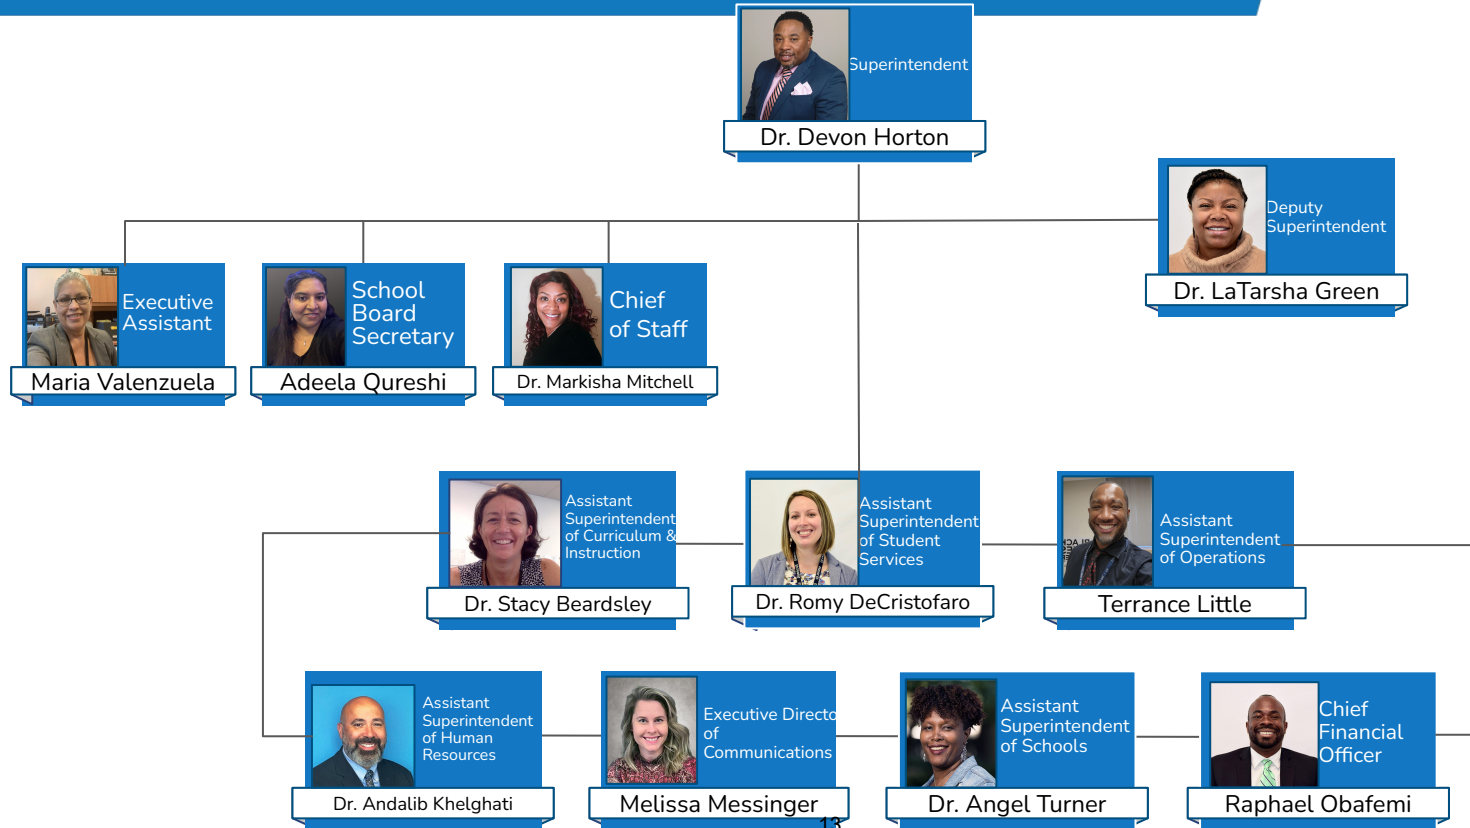 Superintendent
Dr. Devon Horton
Deputy
Superintendent
Dr. LaTarsha Green
Executive
Assistant
Maria Valenzuela
School
Board
Secretary
Adeela Qureshi
Chief
of Staff
Dr. Markisha Mitchell
Assistant
Superintendent
of Curriculum &
Instruction
Dr. Stacy Beardsley
Assistant
Superintendent
of Student
Services
Dr. Romy DeCristofaro
Assistant
Superintendent
of Operations
Terrance Little
Assistant
Superintendent
of Human
Resources
Dr. Andalib Khelghati
Executive Directo
of
Communications
Melissa Messinger
Assistant
Superintendent
of Schools
Dr. Angel Turner
Chief
Financial
Officer
Raphael Obafemi
13